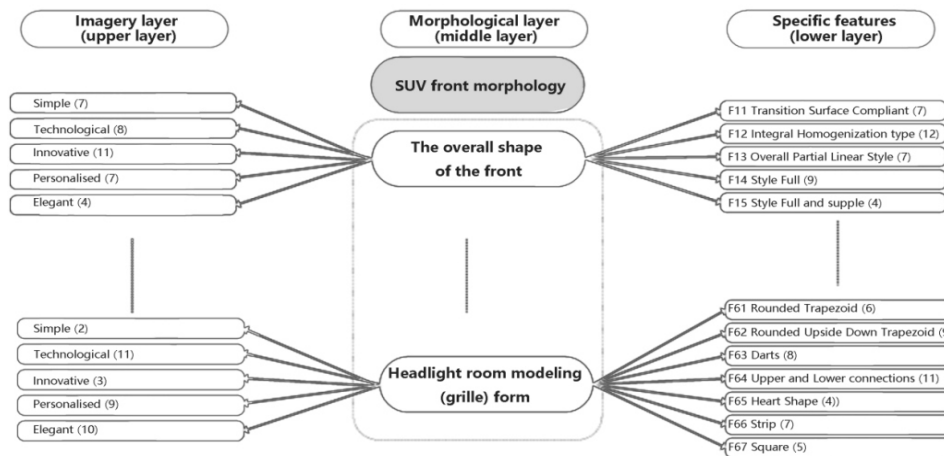 Imagery layer
(upper layer)
Morphological layer
(middle layer)
Specific features
(lower layer)
SUV front morphology
Simple (7)
Technological (8)
Innovative (11)
Personalised (7)
Elegant (4)
The overall shape
of the front
F11 Transition Surface Compliant (7)
F12 Integral Homogenization type (12)
F13 Overall Partial Linear Style (7)
F14 Style Full (9)
F15 Style Full and supple (4)
Simple (2)
Technological (11)
Innovative (3)
Personalised (9)
Elegant (10)
Headlight room modeling
(grille) form
F61 Rounded Trapezoid (6)
F62 Rounded Upside Down Trapezoid
F63 Darts (8)
F64 Upper and Lower connections (11)
F65 Heart Shape (4))
F66 Strip (7)
F67 Square (5)